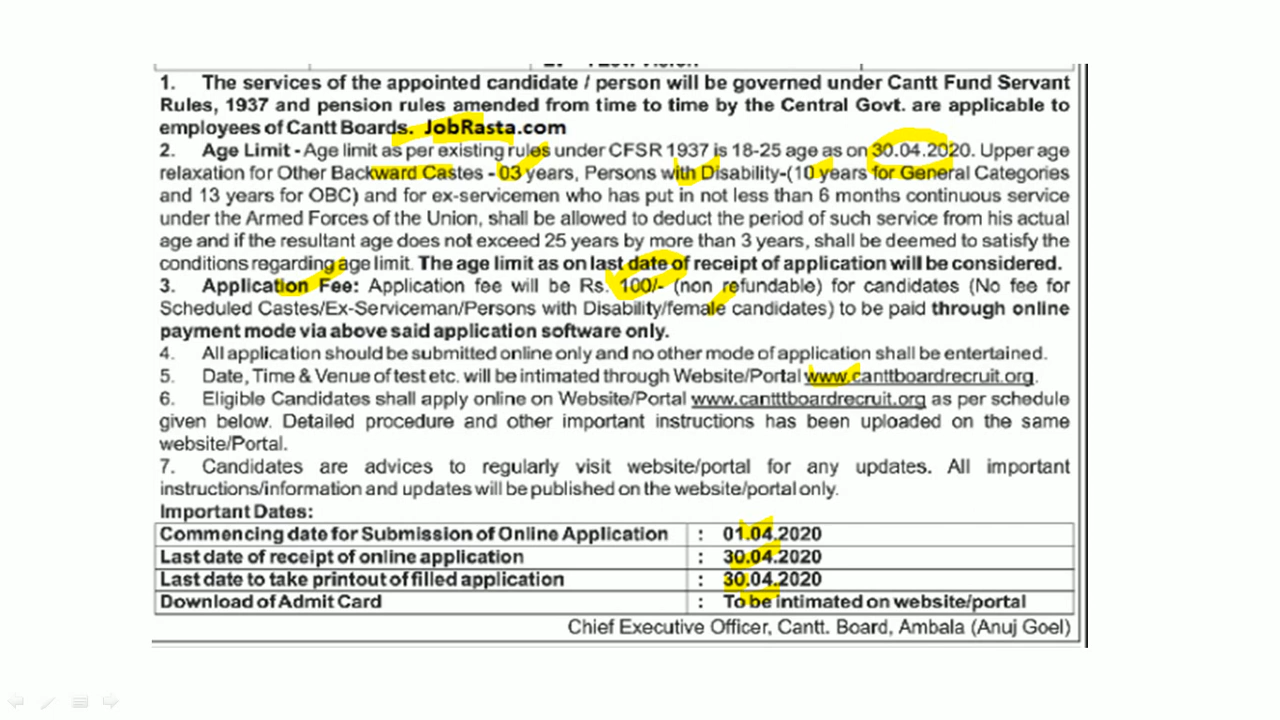 1. The services of the appointed candidate / person will be governed under Cantt Fund Servant
Rules, 1937 and pension rules amended from time to time by the Central Govt. are applicable to
employees of Cantt Boards. JobRasta.com
2. Age Limit - Age limit as per existing rules under CFSR 1937 is 18-25 age as on 30.04.2020. Upper age
relaxation for Other Backward Castes - 03 years, Persons with Disability-(10 years for General Categories
and 13 years for OBC) and for ex-servicemen who has put in not less than 6 months continuous service
under the Armed Forces of the Union, shall be allowed to deduct the period of such service from his actual
age and if the resultant age does not exceed 25 years by more than 3 years, shall be deemed to satisfy the
conditions regarding age limit. The age limit as on last date of receipt of application will be considered.
3. Application Fee: Application fee will be Rs. 100/- (non refundable) for candidates (No fee for
Scheduled Castes/Ex-Serviceman/Persons with Disability/female candidates) to be paid through online
payment mode via above said application software only.
4. All application should be submitted online only and no other mode of application shall be entertained.
5. Date, Time & Venue of test etc. will be intimated through Website/Portal www.canttboardrecruit.org.
6. Eligible Candidates shall apply online on Website/Portal www.cantttboardrecruit.org as per schedule
given below. Detailed procedure and other important instructions has been uploaded on the same
website/Portal.
7. Candidates are advices to regularly visit website/portal for any updates. All important
instructions/information and updates will be published on the website/portal only.
Important Dates:
Commencing date for Submission of Online Application : 01.04.2020
Last date of receipt of online application : 30.04.2020
Last date to take printout of filled application : 30.04.2020
Download of Admit Card : To be intimated on website/portal
Chief Executive Officer, Cantt. Board, Ambala (Anuj Goel)